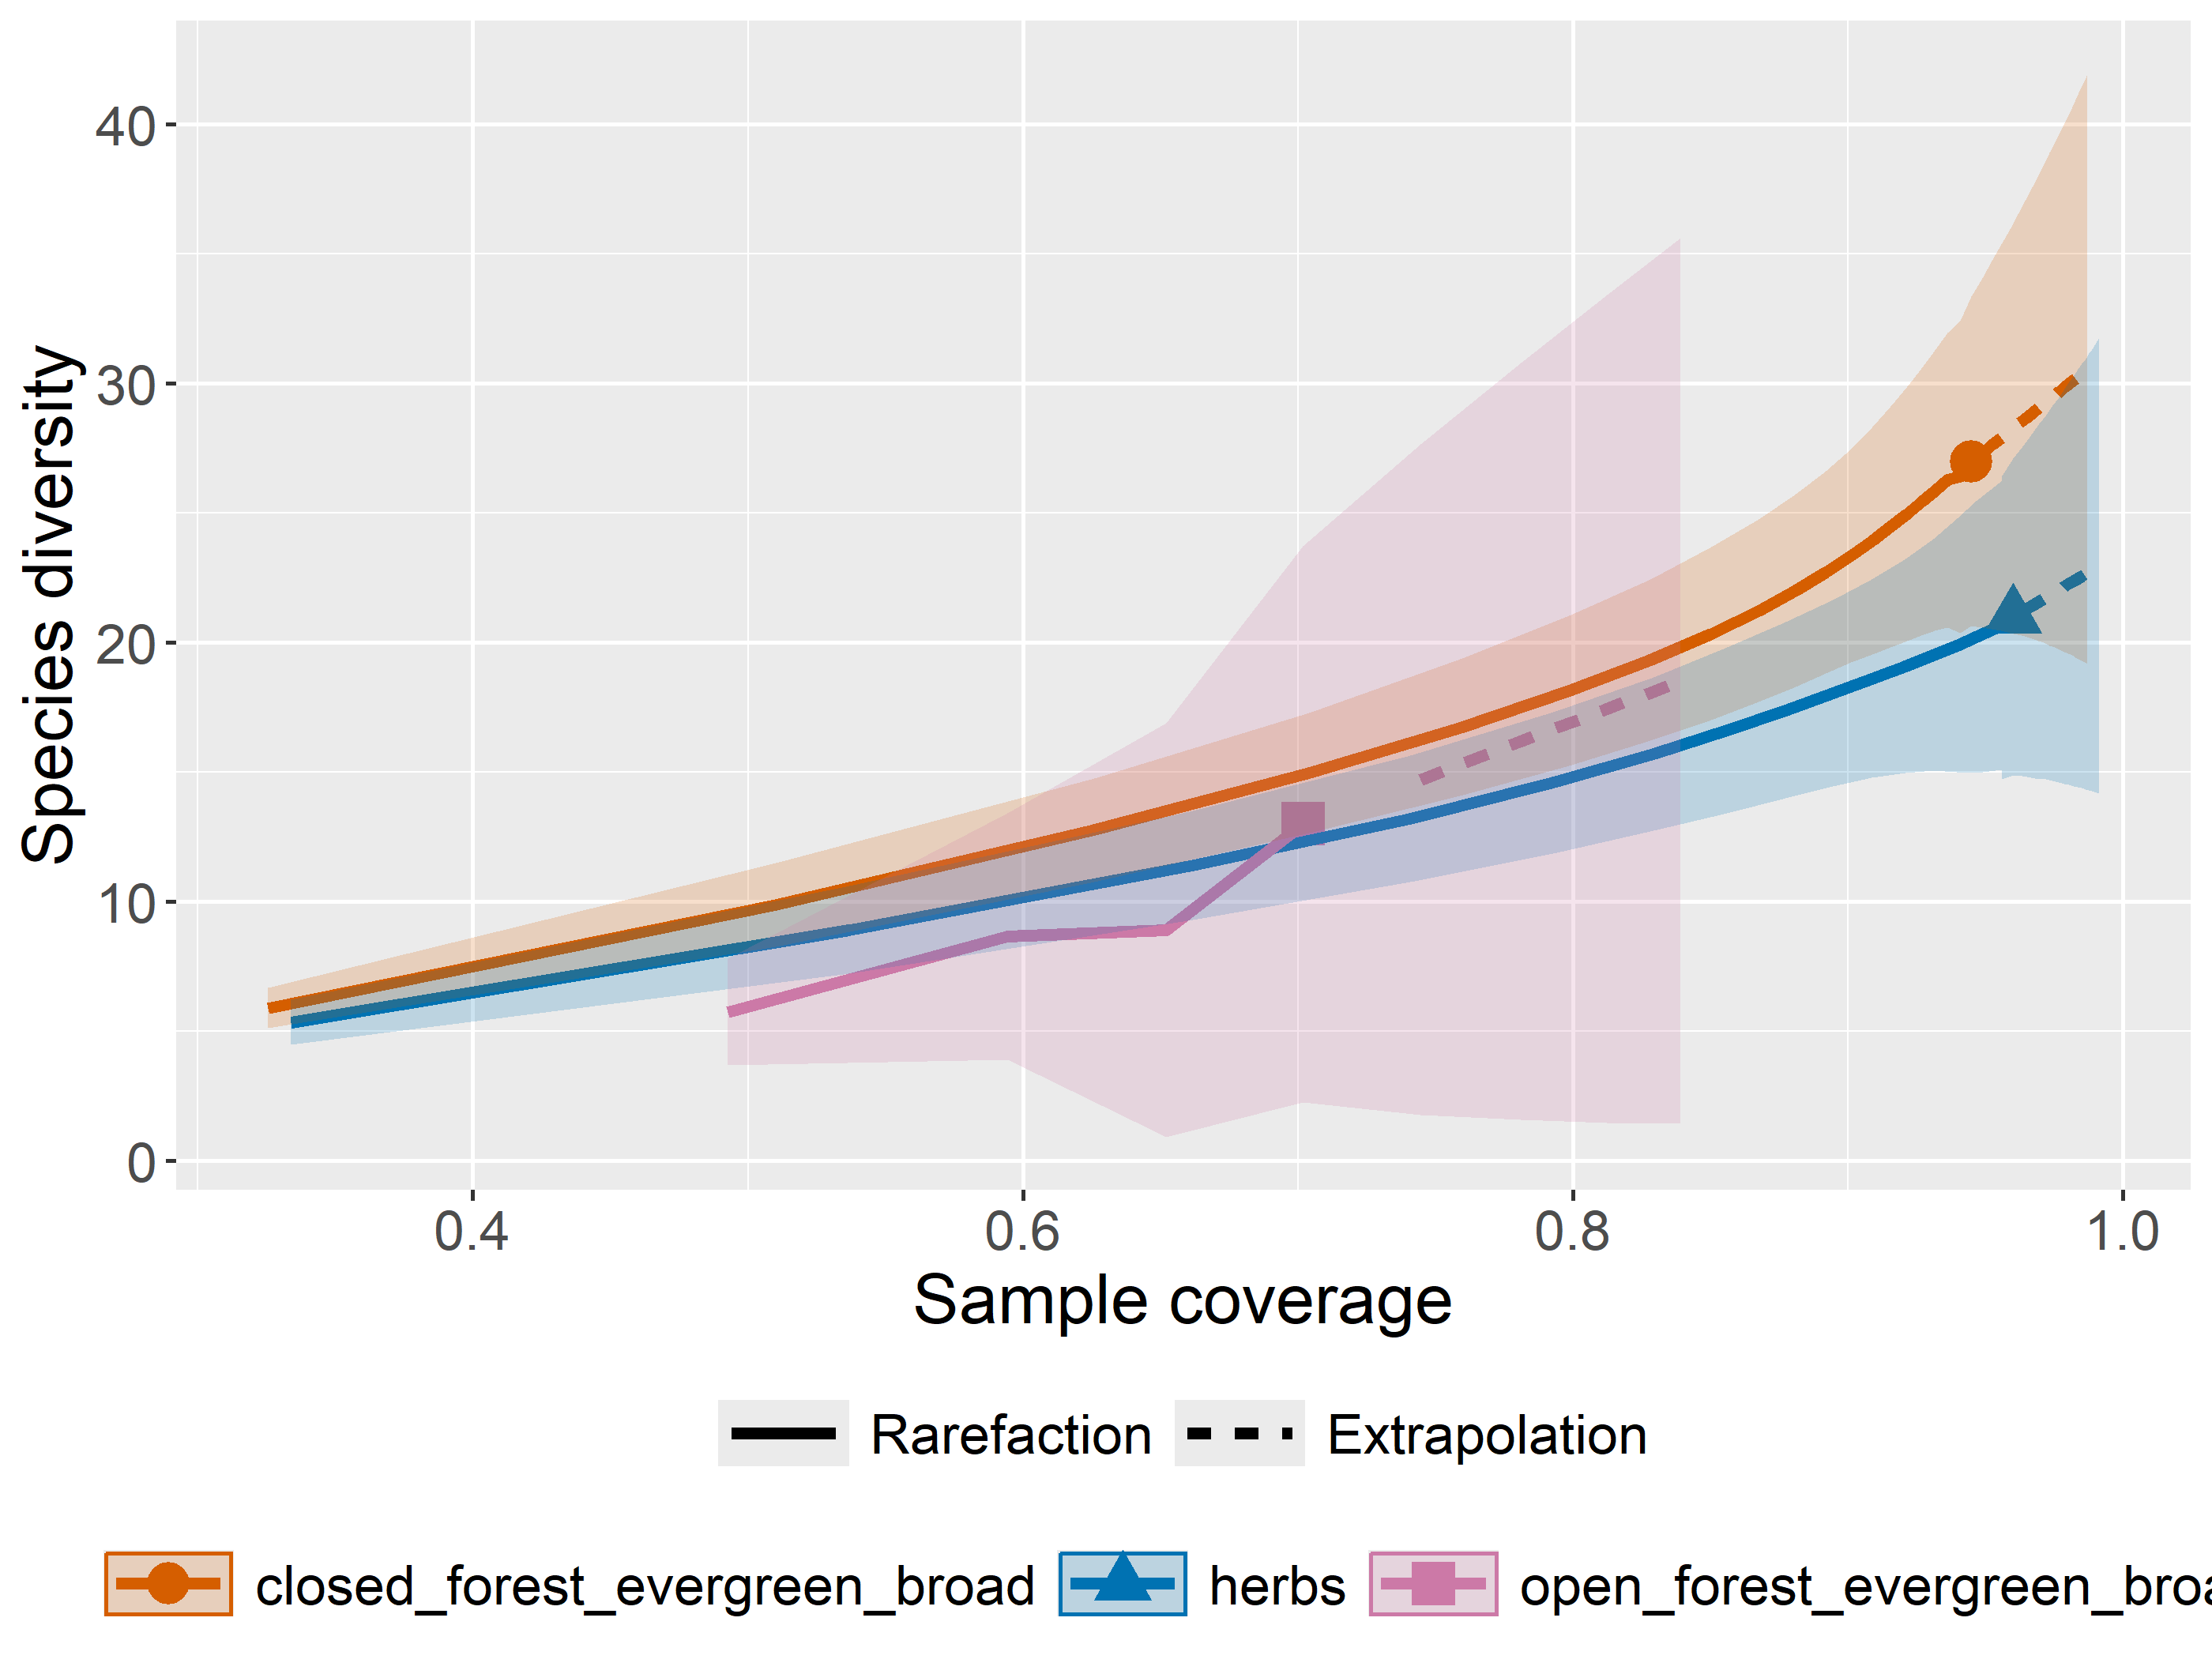 40
30
20
10
0
Species diversity
0.4 0.6 0.8 1.0
Sample coverage
Rarefaction Extrapolation
closed_forest_evergreen_broad herbs open_forest_evergreen_broa